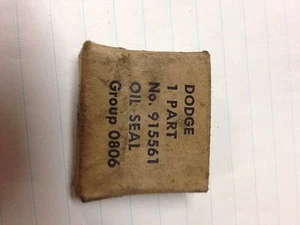 DODGE
1 PART
No. 915561
OIL SEAL
Group 0806